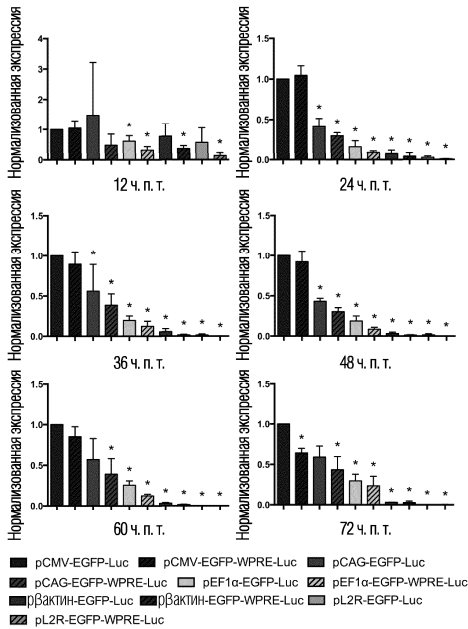 Нормализованная экспрессия
4
3
2
1
0
* * * *
12 ч. п. т.
Нормализованная экспрессия
1.5
1.0
0.5
0.0
* * * * * * * *
24 ч. п. т.
Нормализованная экспрессия
1.5
1.0
0.5
0.0
* * * * * * * *
36 ч. п. т.
Нормализованная экспрессия
1.5
1.0
0.5
0.0
* * * * * * * *
48 ч. п. т.
Нормализованная экспрессия
1.5
1.0
0.5
0.0
* * * * * * *
60 ч. п. т.
Нормализованная экспрессия
1.5
1.0
0.5
0.0
* * * * * * * *
72 ч. п. т.
pCMV-EGFP-Luc pCMV-EGFP-WPRE-Luc pCAG-EGFP-Luc
pCAG-EGFP-WPRE-Luc pEF1α-EGFP-Luc pEF1α-EGFP-WPRE-Luc
pβактин-EGFP-Luc pβактин-EGFP-WPRE-Luc pL2R-EGFP-Luc
pL2R-EGFP-WPRE-Luc